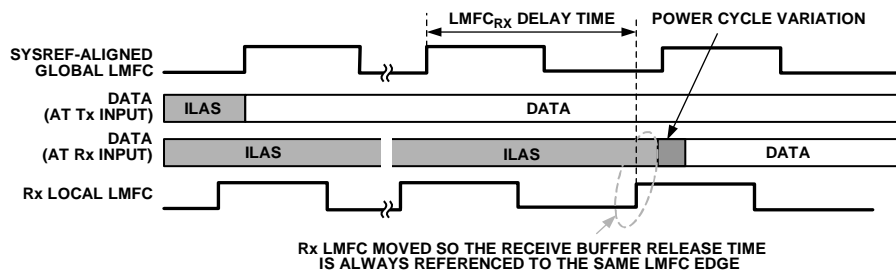 LMFCRX DELAY TIME
POWER CYCLE VARIATION
SYSREF-ALIGNED
GLOBAL LMFC
DATA
(AT Tx INPUT)
ILAS
DATA
DATA
(AT Rx INPUT)
ILAS
ILAS
DATA
Rx LOCAL LMFC
Rx LMFC MOVED SO THE RECEIVE BUFFER RELEASE TIME
IS ALWAYS REFERENCED TO THE SAME LMFC EDGE